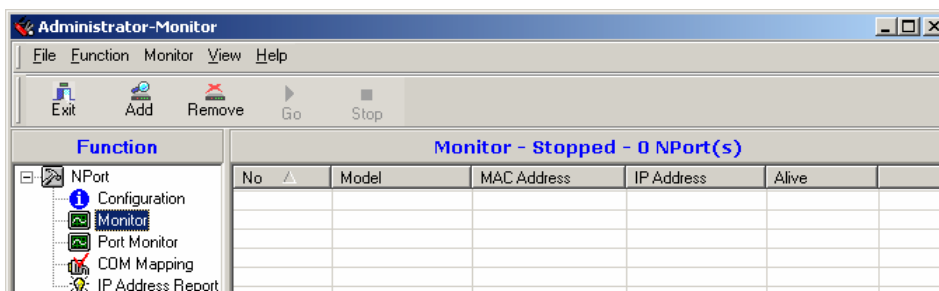 Administrator-Monitor
File Function Monitor View Help
Exit Add Remove Go Stop
Function
Monitor - Stopped - 0 NPort(s)
NPort
Configuration
Monitor
Port Monitor
COM Mapping
IP Address Report
No Model MAC Address IP Address Alive